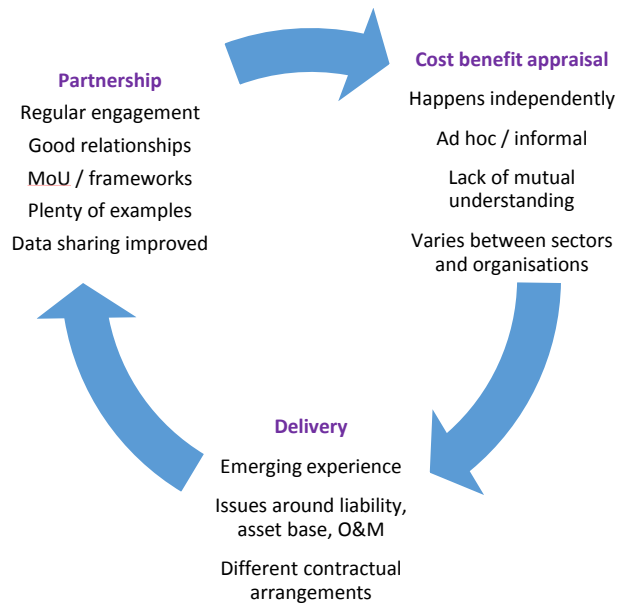 Partnership
Regular engagement
Good relationships
MoU / frameworks
Plenty of examples
Data sharing improved
Cost benefit appraisal
Happens independently
Ad hoc / informal
Lack of mutual
understanding
Varies between sectors
and organisations
Delivery
Emerging experience
Issues around liability,
asset base, O&M
Different contractual
arrangements